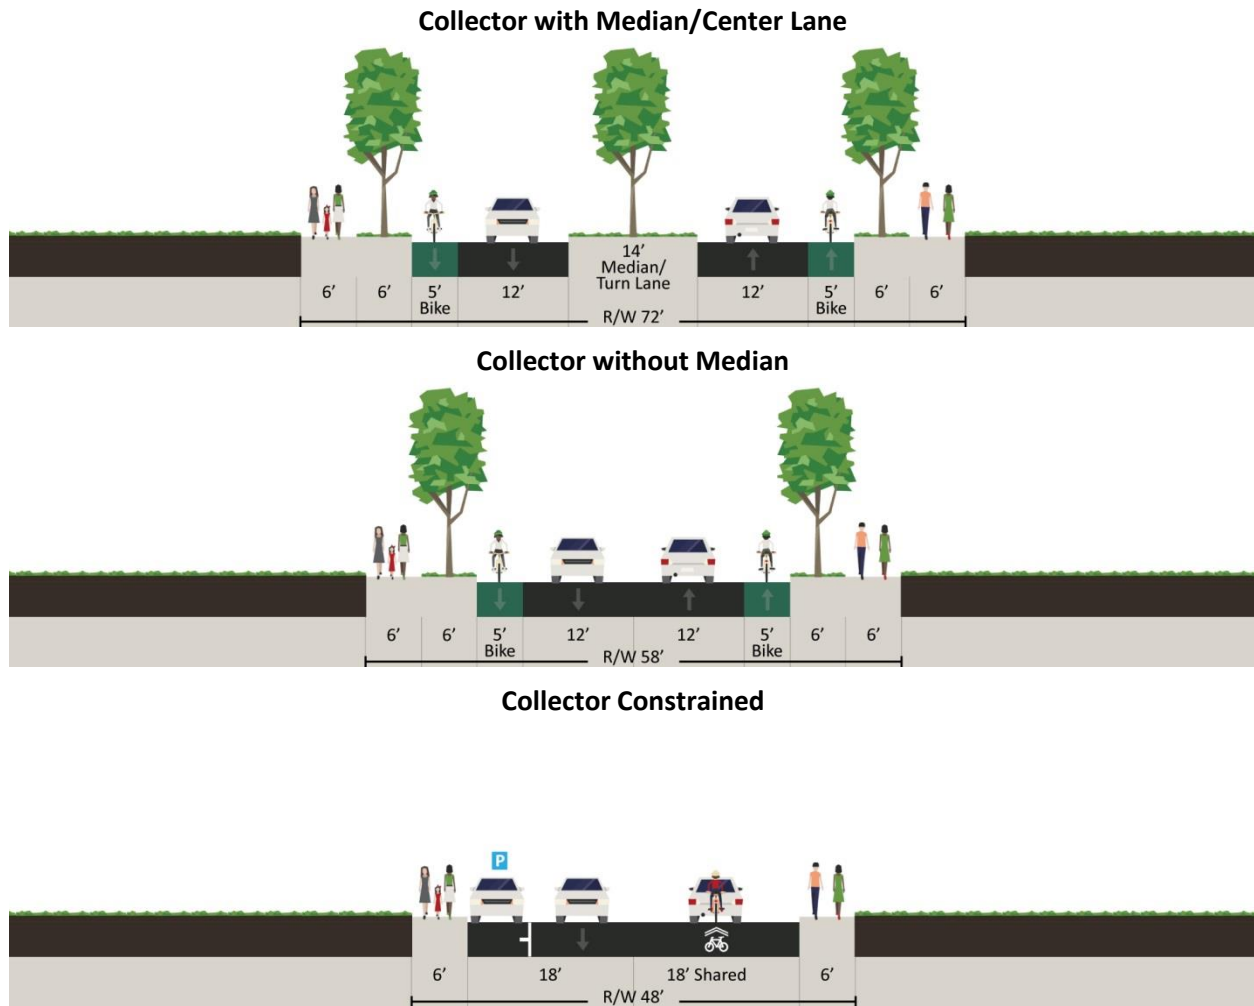 Collector with Median/Center Lane
14’
Median/
Turn Lane
6’ 6’ 5’ 12’ 12’ 5’ 6’ 6’
Bike Bike
R/W 72’
Collector without Median
6’ 6’ 5’ 12’ 12’ 5’ 6’ 6’
Bike Bike
R/W 58’
Collector Constrained
P
6’ 18’ 18’ Shared 6’
R/W 48’